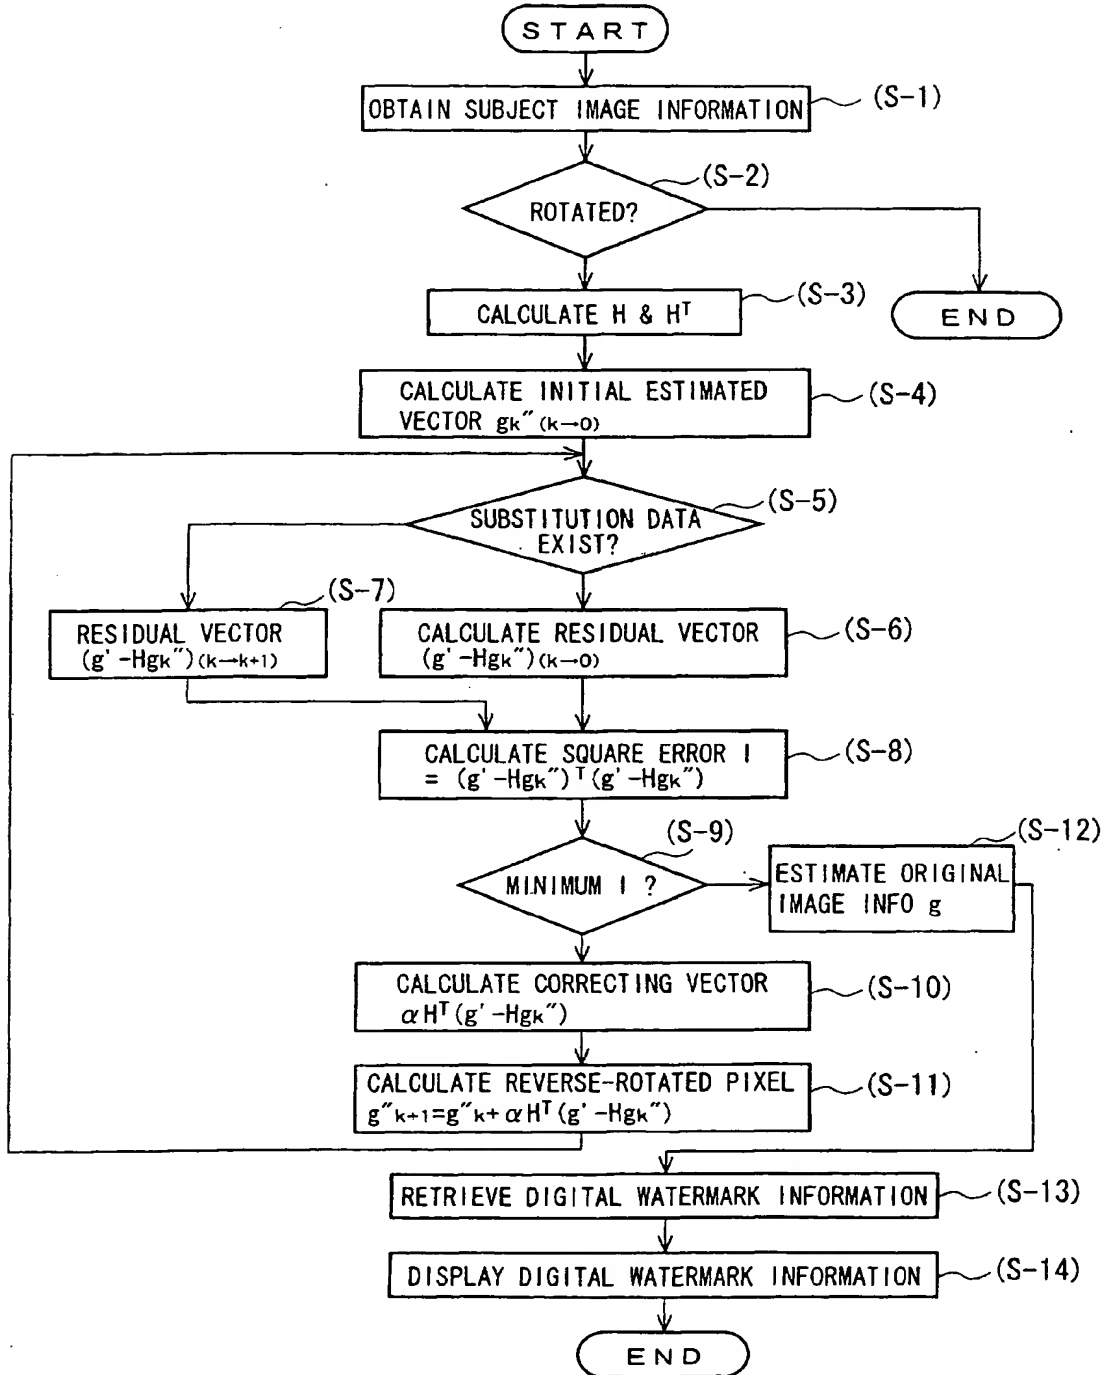 START
OBTAIN SUBJECT IMAGE INFORMATION
(S-1)
ROTATED?
(S-2)
CALCULATE H & Hᵀ
(S-3)
END
CALCULATE INITIAL ESTIMATED
VECTOR gk″(k→0)
(S-4)
SUBSTITUTION DATA
EXIST?
(S-5)
RESIDUAL VECTOR
(g'-Hgk″)(k→k+1)
(S-7)
CALCULATE RESIDUAL VECTOR
(g'-Hgk″)(k→0)
(S-6)
CALCULATE SQUARE ERROR I
= (g'-Hgk″)ᵀ(g'-Hgk″)
(S-8)
MINIMUM I ?
(S-9)
ESTIMATE ORIGINAL
IMAGE INFO g
(S-12)
CALCULATE CORRECTING VECTOR
αHᵀ(g'-Hgk″)
(S-10)
CALCULATE REVERSE-ROTATED PIXEL
g″k+1=g″k+αHᵀ(g'-Hgk″)
(S-11)
RETRIEVE DIGITAL WATERMARK INFORMATION
(S-13)
DISPLAY DIGITAL WATERMARK INFORMATION
(S-14)
END